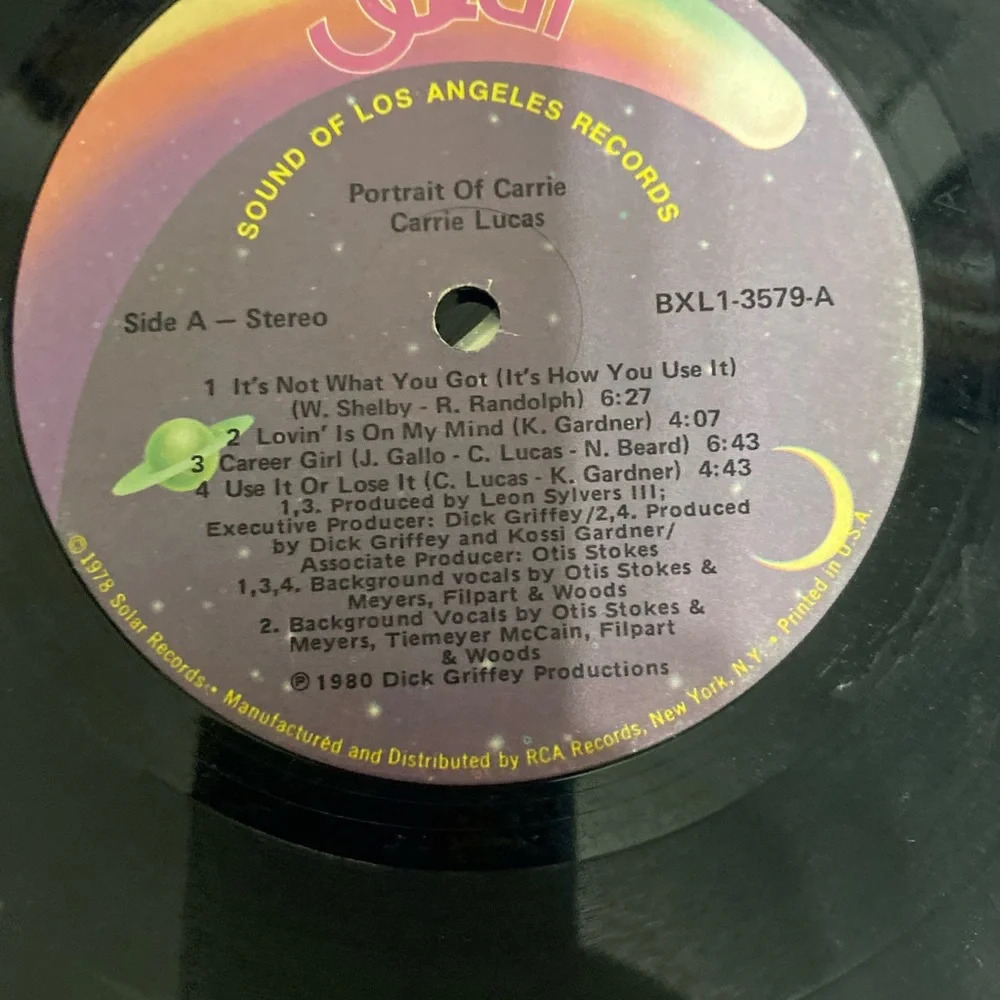 Solar
SOUND OF LOS ANGELES RECORDS
Portrait Of Carrie
Carrie Lucas
Side A — Stereo
BXL1-3579-A
1 It's Not What You Got (It's How You Use It)
(W. Shelby - R. Randolph) 6:27
2 Lovin' Is On My Mind (K. Gardner) 4:07
3 Career Girl (J. Gallo - C. Lucas - N. Beard) 6:43
4 Use It Or Lose It (C. Lucas - K. Gardner) 4:43
1,3. Produced by Leon Sylvers III;
Executive Producer: Dick Griffey/2,4. Produced
by Dick Griffey and Kossi Gardner/
Associate Producer: Otis Stokes
1,3,4. Background vocals by Otis Stokes &
Meyers, Filpart & Woods
2. Background Vocals by Otis Stokes &
Meyers, Tiemeyer McCain, Filpart
& Woods
℗ 1980 Dick Griffey Productions
© 1978 Solar Records • Manufactured and Distributed by RCA Records, New York, N.Y. • Printed in U.S.A.